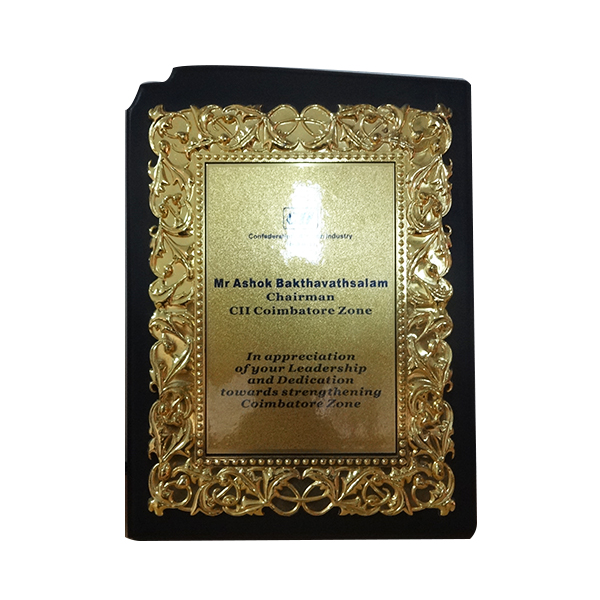 Industry
Mr Ashok Bakthavathsalam
Chairman
CII Coimbatore Zone
In appreciation
of your Leadership
and Dedication
towards strengthening
Coimbatore Zone